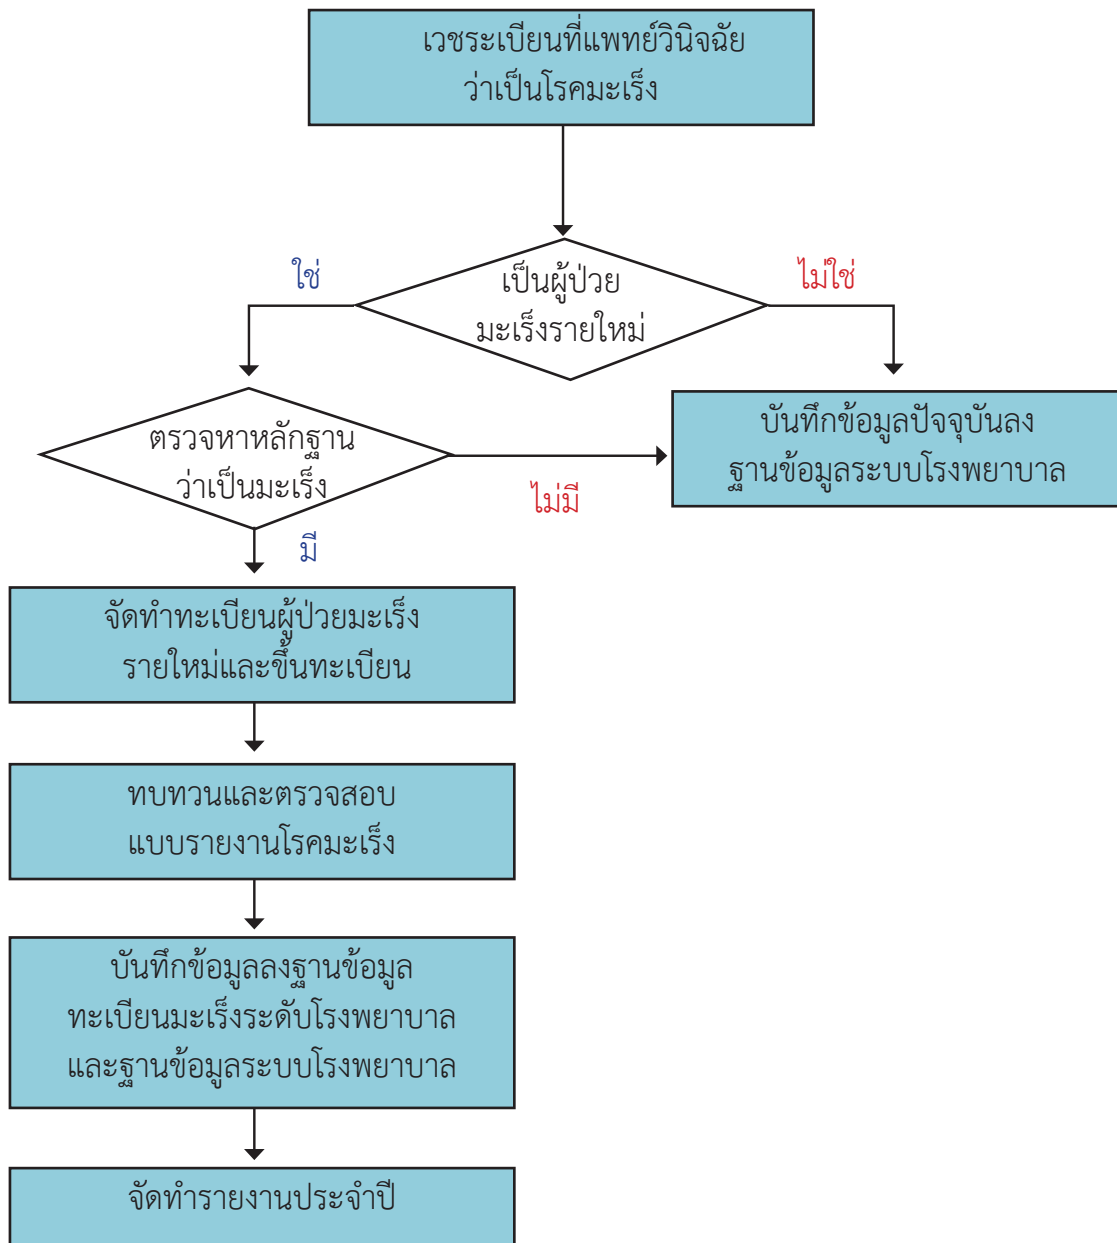 เวชระเบียนที่แพทย์วินิจฉัย
ว่าเป็นโรคมะเร็ง
ใช่
เป็นผู้ป่วย
มะเร็งรายใหม่
ไม่ใช่
ตรวจหาหลักฐาน
ว่าเป็นมะเร็ง
ไม่มี
มี
บันทึกข้อมูลปัจจุบันลง
ฐานข้อมูลระบบโรงพยาบาล
จัดทำทะเบียนผู้ป่วยมะเร็ง
รายใหม่และขึ้นทะเบียน
ทบทวนและตรวจสอบ
แบบรายงานโรคมะเร็ง
บันทึกข้อมูลลงฐานข้อมูล
ทะเบียนมะเร็งระดับโรงพยาบาล
และฐานข้อมูลระบบโรงพยาบาล
จัดทำรายงานประจำปี